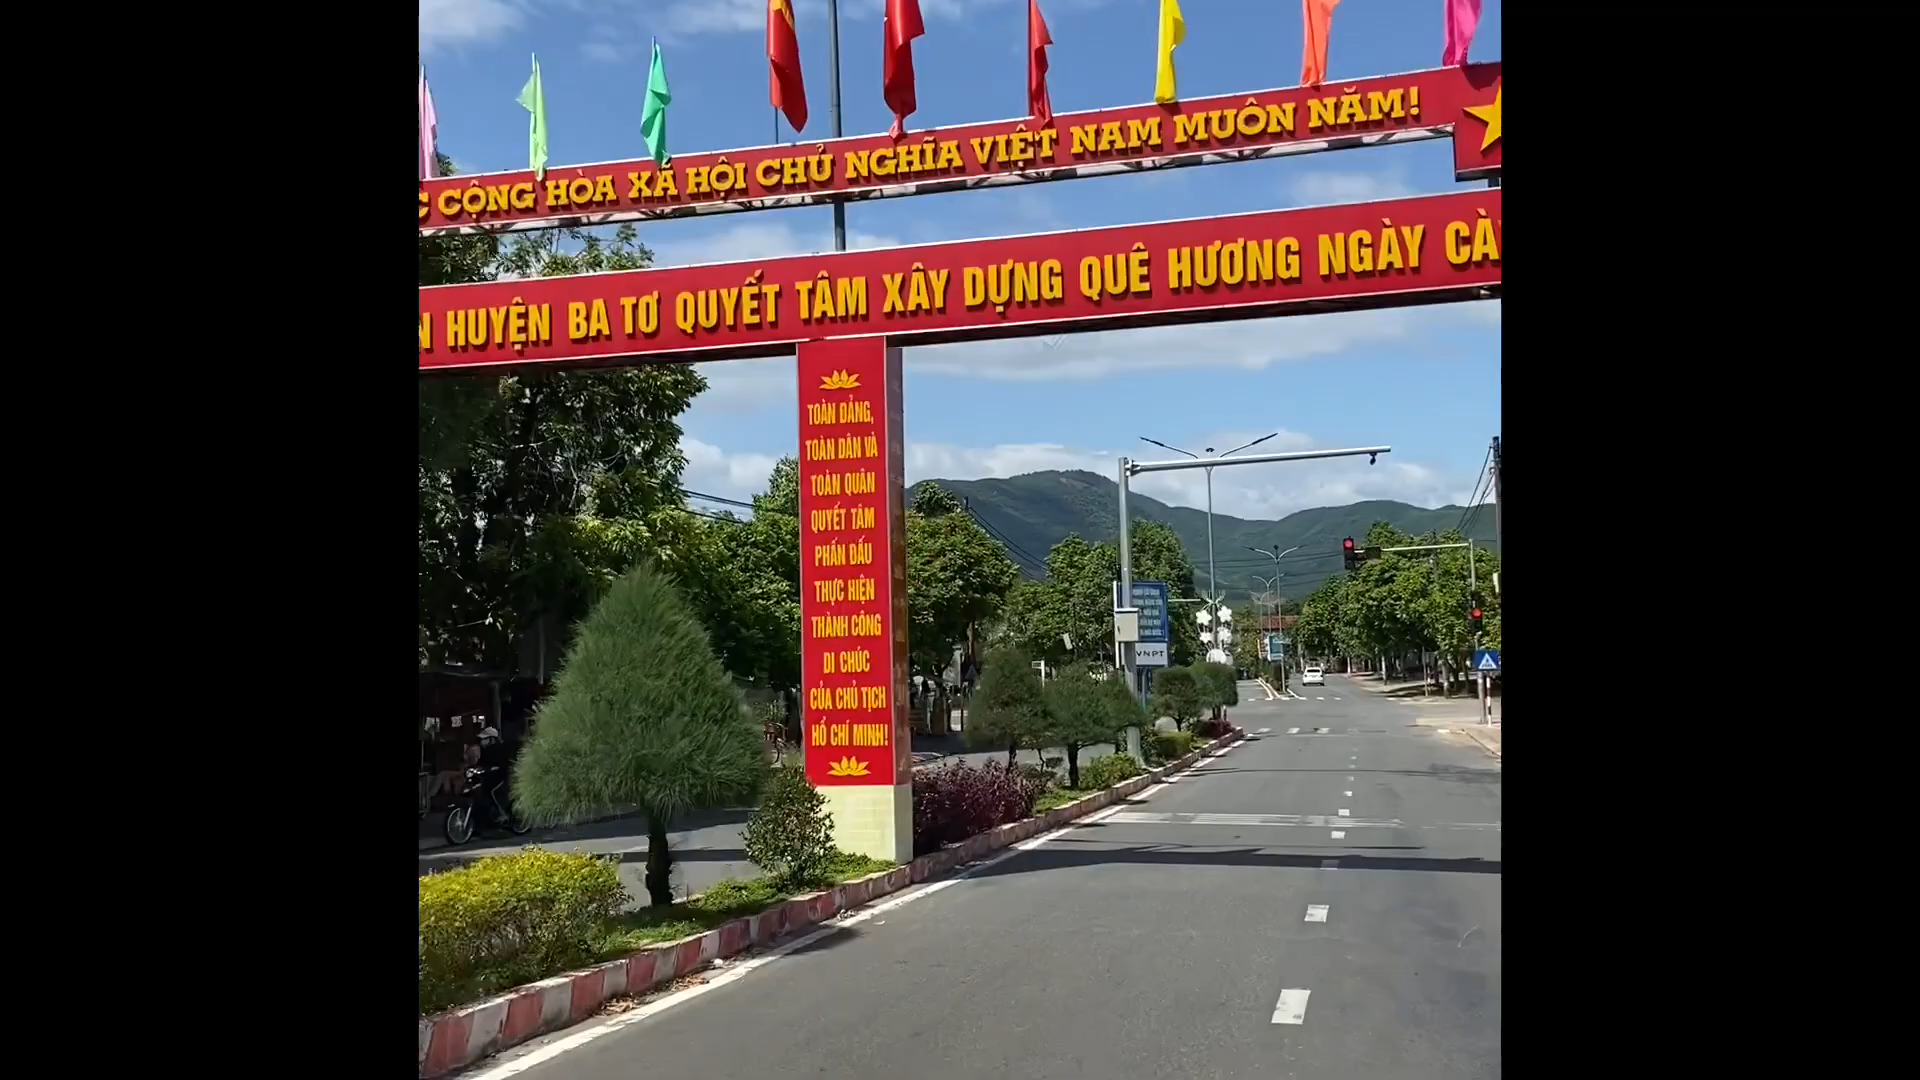 CỘNG HÒA XÃ HỘI CHỦ NGHĨA VIỆT NAM MUÔN NĂM!
HUYỆN BA TƠ QUYẾT TÂM XÂY DỰNG QUÊ HƯƠNG NGÀY CÀ
TOÀN ĐẢNG,
TOÀN DÂN VÀ
TOÀN QUÂN
QUYẾT TÂM
PHẤN ĐẤU
THỰC HIỆN
THÀNH CÔNG
DI CHÚC
CỦA CHỦ TỊCH
HỒ CHÍ MINH!
VNPT